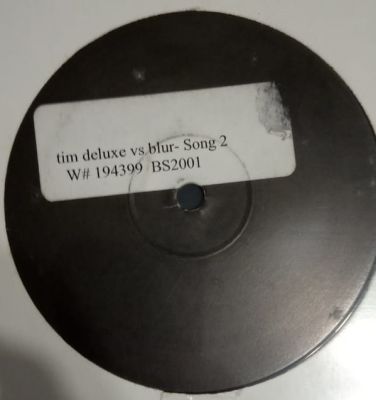 tim deluxe vs.blur- Song 2
W# 194399 BS2001